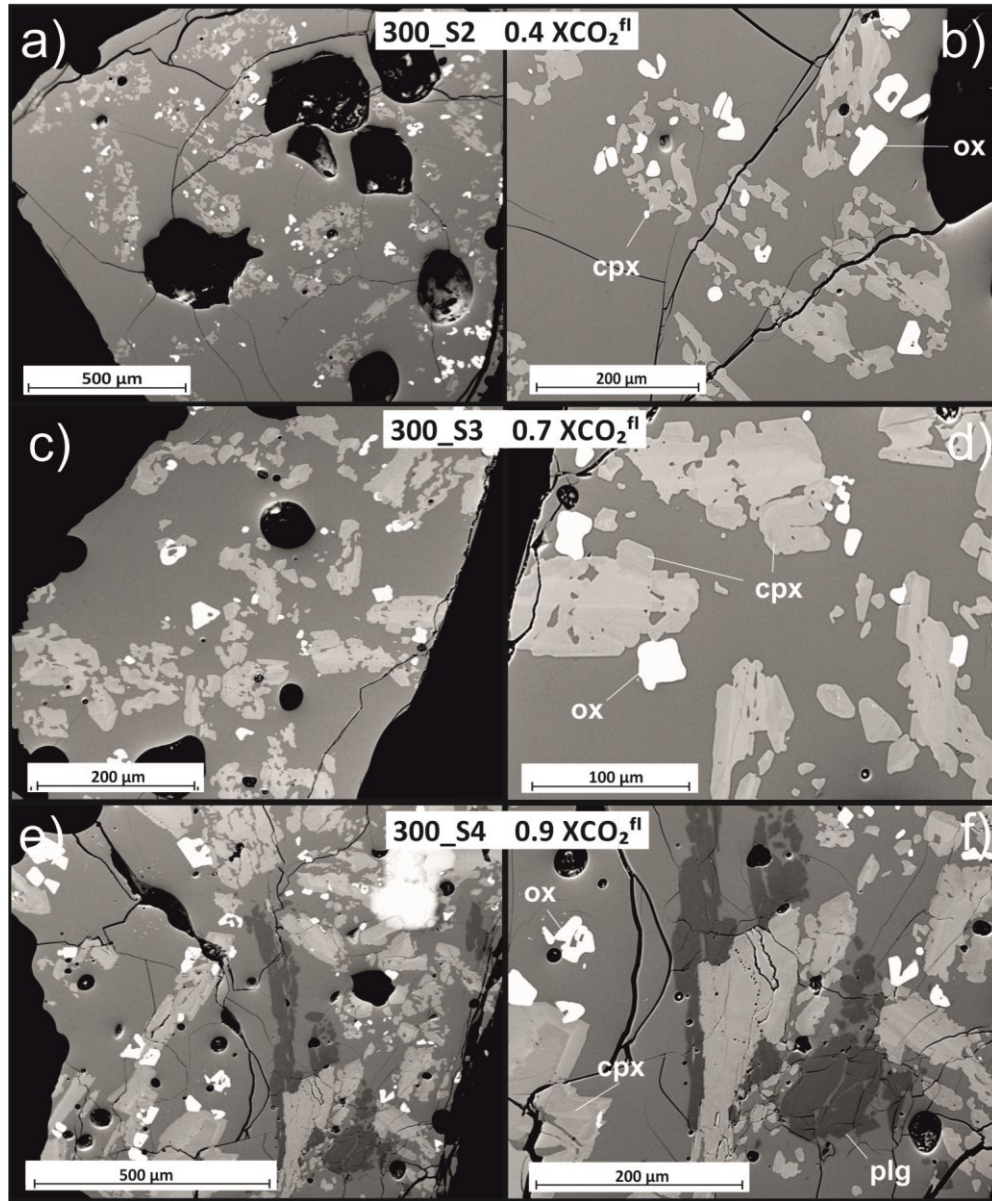 a)
300_S2 0.4 XCO₂ᶠˡ
b)
ox
cpx
500 µm
200 µm
c)
300_S3 0.7 XCO₂ᶠˡ
d)
cpx
ox
200 µm
100 µm
e)
300_S4 0.9 XCO₂ᶠˡ
f)
ox
cpx
plg
500 µm
200 µm